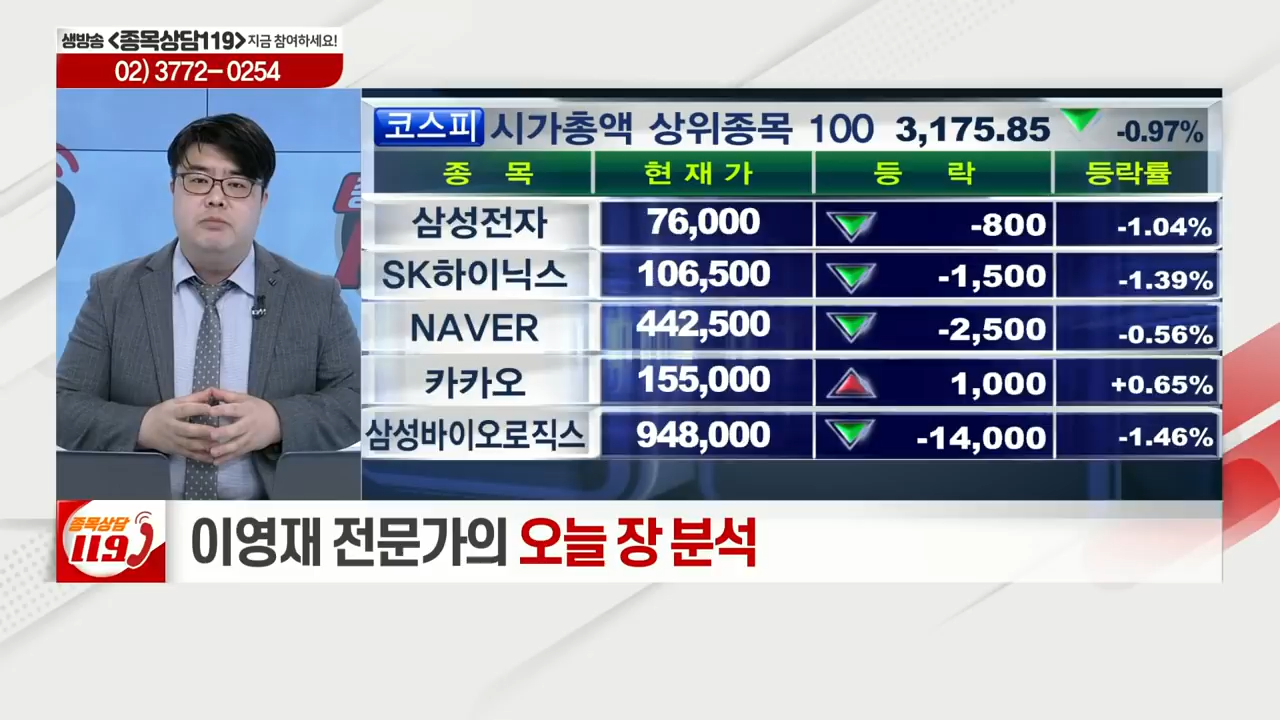 생방송 <종목상담119> 지금 참여하세요!
02) 3772-0254
코스피 시가총액 상위종목 100 3,175.85 -0.97%
종 목 현 재 가 등 락 등락률
삼성전자 76,000 -800 -1.04%
SK하이닉스 106,500 -1,500 -1.39%
NAVER 442,500 -2,500 -0.56%
카카오 155,000 1,000 +0.65%
삼성바이오로직스 948,000 -14,000 -1.46%
종목상담
119
이영재 전문가의 오늘 장 분석